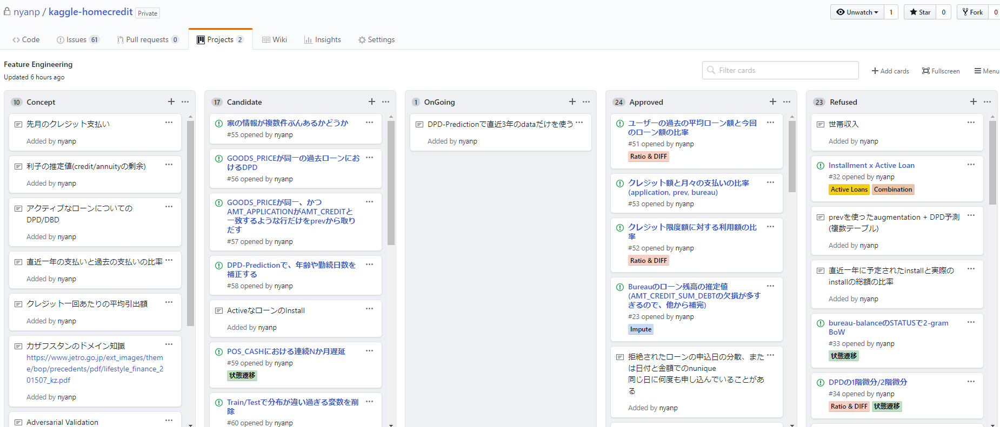 nyanp / kaggle-homecredit Private
Unwatch 1 Star 0 Fork 0
Code Issues 61 Pull requests 0 Projects 2 Wiki Insights Settings
Feature Engineering
Updated 6 hours ago
Filter cards
Add cards Fullscreen Menu
10 Concept
先月のクレジット支払い
Added by nyanp
利子の推定値(credit/annuityの剰余)
Added by nyanp
アクティブなローンについての
DPD/DBD
Added by nyanp
直近一年の支払いと過去の支払いの比率
Added by nyanp
クレジット一回あたりの平均引出額
Added by nyanp
カザフスタンのドメイン知識
https://www.jetro.go.jp/ext_images/them
e/bop/precedents/pdf/lifestyle_finance_2
01507_kz.pdf
Added by nyanp
Adversarial Validation
17 Candidate
家の情報が複数件ぶんあるかどうか
#55 opened by nyanp
GOODS_PRICEが同一の過去ローンにお
けるDPD
#56 opened by nyanp
GOODS_PRICEが同一、かつ
AMT_APPLICATIONがAMT_CREDITと
一致するような行だけをprevから取り
だす
#57 opened by nyanp
DPD-Predictionで、年齢や勤続日数を
補正する
#58 opened by nyanp
ActiveなローンのInstall
Added by nyanp
POS_CASHにおける連続Nか月遅延
#59 opened by nyanp
状態遷移
Train/Testで分布が違い過ぎる変数を削
除
#60 opened by nyanp
1 OnGoing
DPD-Predictionで直近3年のdataだけを使う
Added by nyanp
24 Approved
ユーザーの過去の平均ローン額と今回
のローン額の比率
#51 opened by nyanp
Ratio & DIFF
クレジット額と月々の支払いの比率
(application, prev, bureau)
#53 opened by nyanp
クレジット限度額に対する利用額の比
率
#52 opened by nyanp
Ratio & DIFF
Bureauのローン残高の推定値
(AMT_CREDIT_SUM_DEBTの欠損が多す
ぎるので、他から補完)
#23 opened by nyanp
Impute
拒絶されたローンの申込日の分散、また
は日付と金額でのnunique
同じ日に何度も申し込んでいることがあ
る
Added by nyanp
23 Refused
世帯収入
Added by nyanp
Installment x Active Loan
#32 opened by nyanp
Active Loans Combination
prevを使ったaugmentation + DPD予測
(複数テーブル)
Added by nyanp
直近一年に予定されたinstallと実際の
installの総額の比率
Added by nyanp
bureau-balanceのSTATUSで2-gram
BoW
#33 opened by nyanp
状態遷移
DPDの1階微分/2階微分
#34 opened by nyanp
Ratio & DIFF 状態遷移